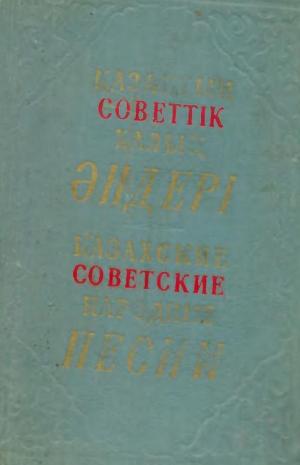 ҚАЗАҚТЫҢ
СОВЕТТІК
ХАЛЫҚ
ӘНДЕРІ
КАЗАХСКИЕ
СОВЕТСКИЕ
НАРОДНЫЕ
ПЕСНИ